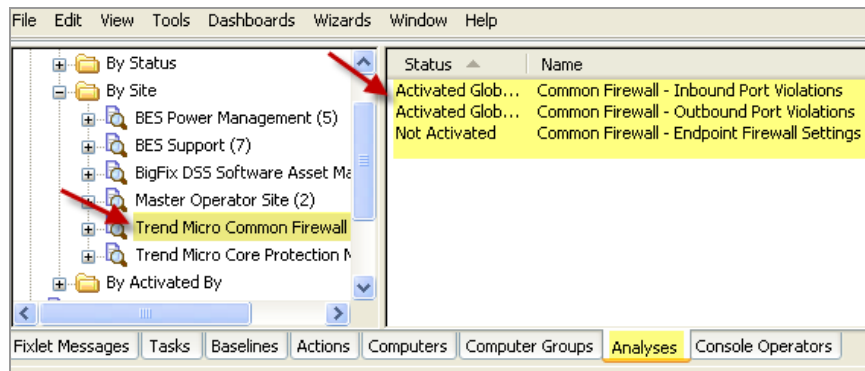 File Edit View Tools Dashboards Wizards Window Help
By Status
By Site
BES Power Management (5)
BES Support (7)
BigFix DSS Software Asset Ma
Master Operator Site (2)
Trend Micro Common Firewall
Trend Micro Core Protection M
By Activated By
Status Name
Activated Glob... Common Firewall - Inbound Port Violations
Activated Glob... Common Firewall - Outbound Port Violations
Not Activated Common Firewall - Endpoint Firewall Settings
Fixlet Messages Tasks Baselines Actions Computers Computer Groups Analyses Console Operators